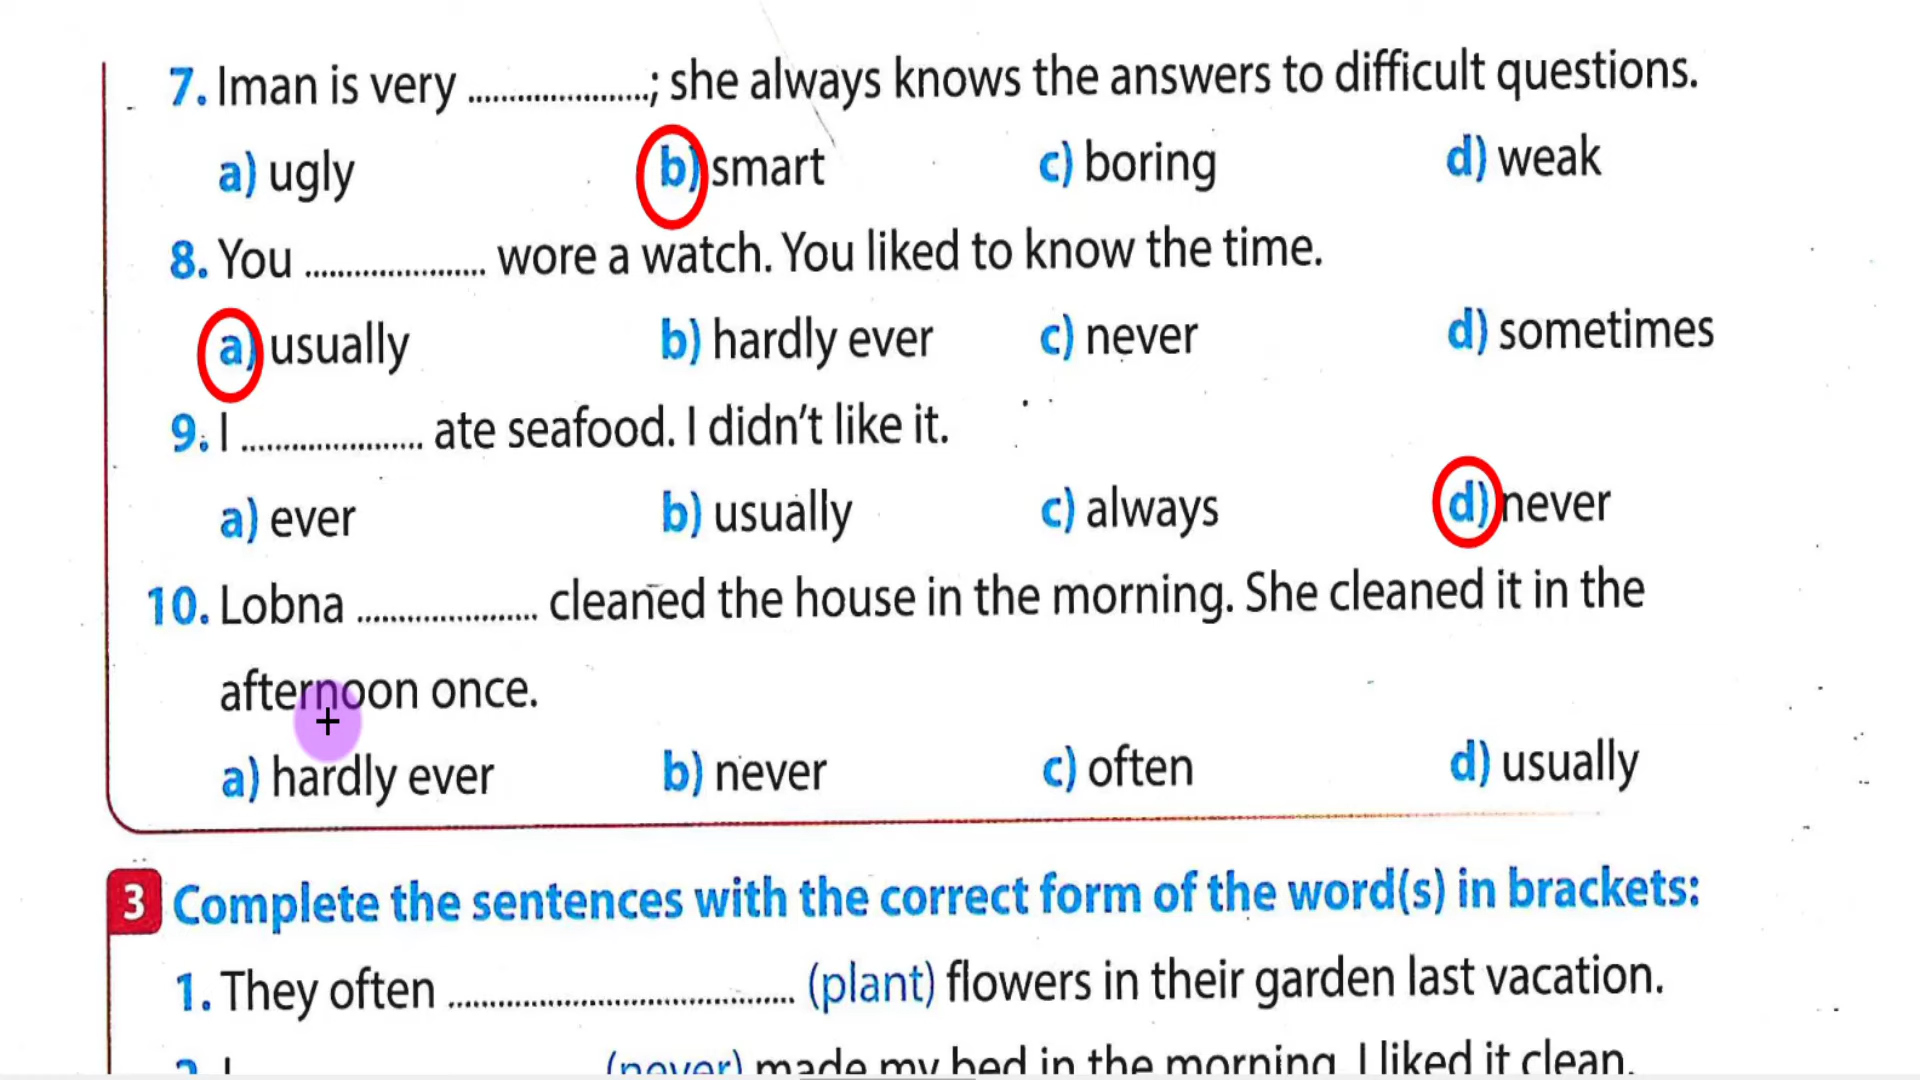 7. Iman is very ......................; she always knows the answers to difficult questions.
a) ugly b) smart c) boring d) weak
8. You ...................... wore a watch. You liked to know the time.
a) usually b) hardly ever c) never d) sometimes
9. I ...................... ate seafood. I didn't like it.
a) ever b) usually c) always d) never
10. Lobna ...................... cleaned the house in the morning. She cleaned it in the
afternoon once.
a) hardly ever b) never c) often d) usually
3 Complete the sentences with the correct form of the word(s) in brackets:
1. They often .......................................... (plant) flowers in their garden last vacation.
2. I (never) made my bed in the morning. I liked it clean.